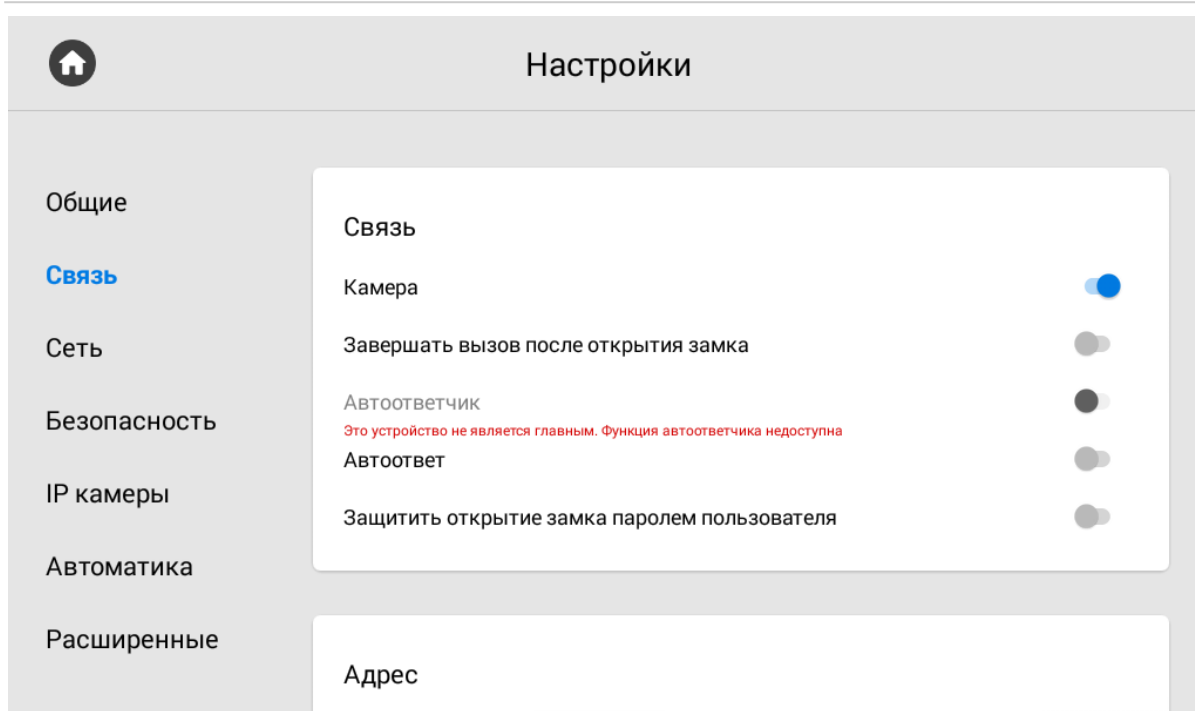 Настройки
Общие
Связь
Сеть
Безопасность
IP камеры
Автоматика
Расширенные
Связь
Камера
Завершать вызов после открытия замка
Автоответчик
Это устройство не является главным. Функция автоответчика недоступна
Автоответ
Защитить открытие замка паролем пользователя
Адрес